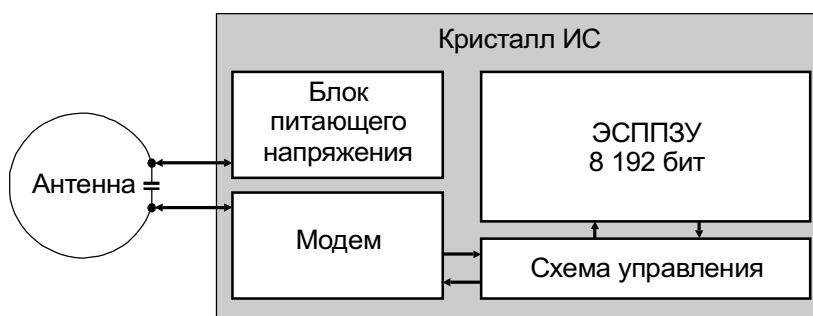 Кристалл ИС
Блок
питающего
напряжения
ЭСППЗУ
8 192 бит
Антенна
Модем
Схема управления